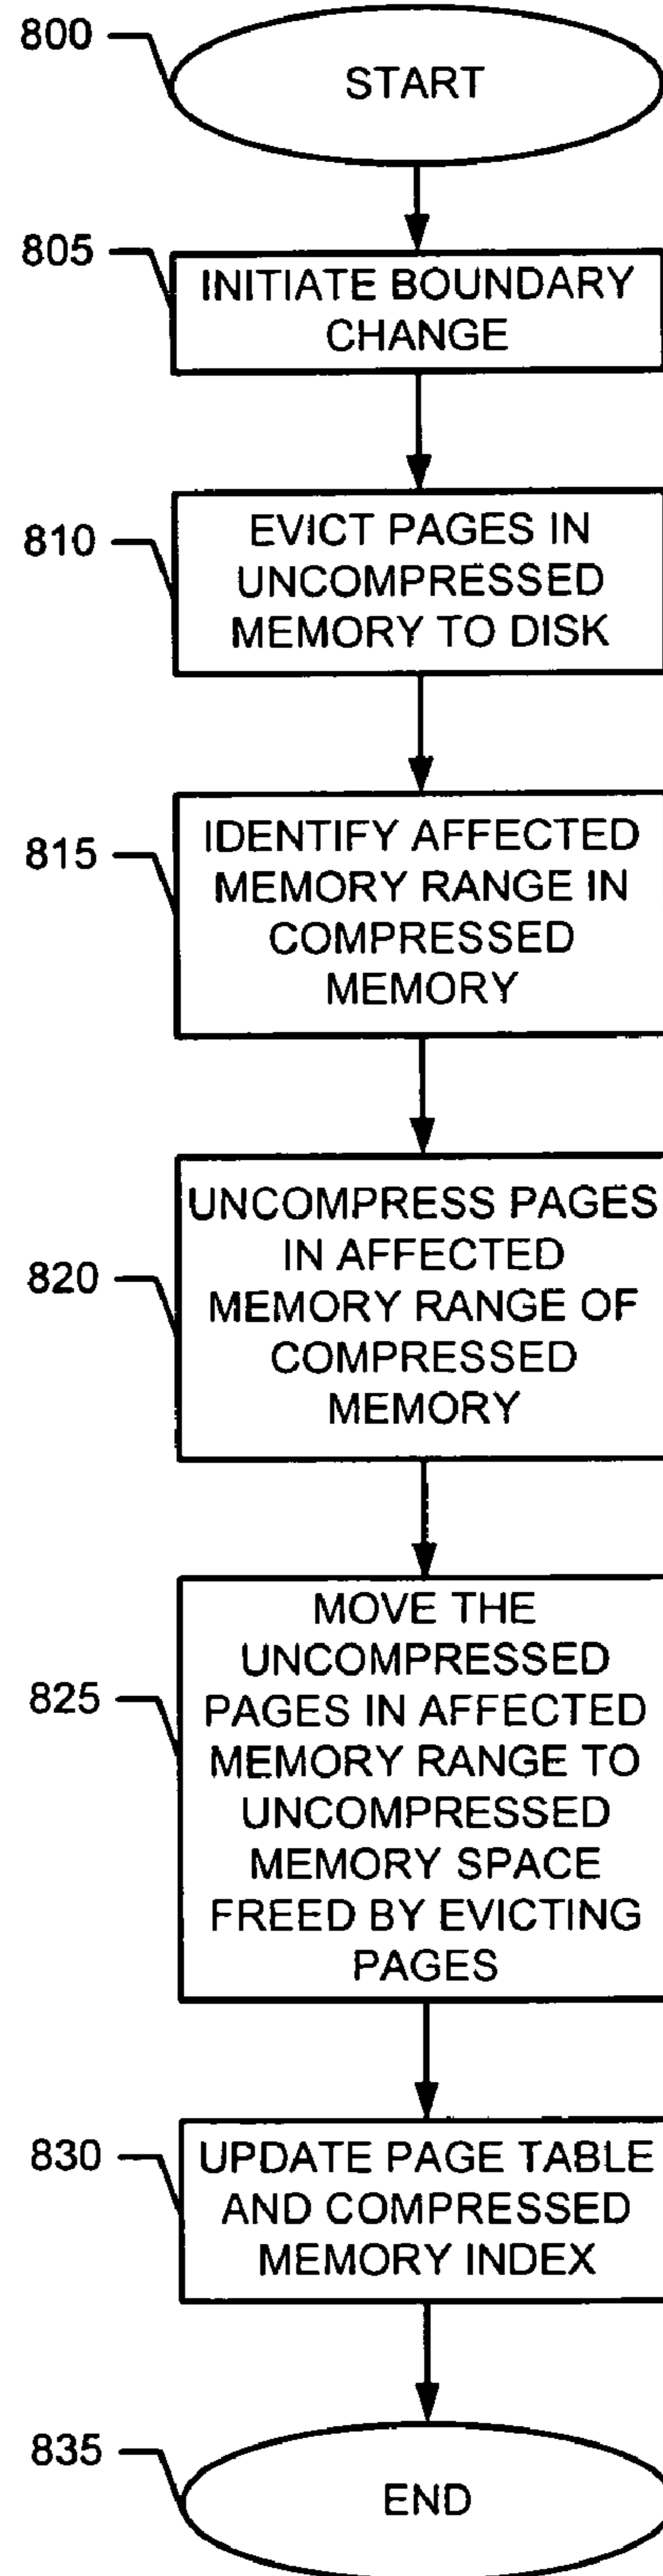 800
START
805
INITIATE BOUNDARY
CHANGE
810
EVICT PAGES IN
UNCOMPRESSED
MEMORY TO DISK
815
IDENTIFY AFFECTED
MEMORY RANGE IN
COMPRESSED
MEMORY
820
UNCOMPRESS PAGES
IN AFFECTED
MEMORY RANGE OF
COMPRESSED
MEMORY
825
MOVE THE
UNCOMPRESSED
PAGES IN AFFECTED
MEMORY RANGE TO
UNCOMPRESSED
MEMORY SPACE
FREED BY EVICTING
PAGES
830
UPDATE PAGE TABLE
AND COMPRESSED
MEMORY INDEX
835
END